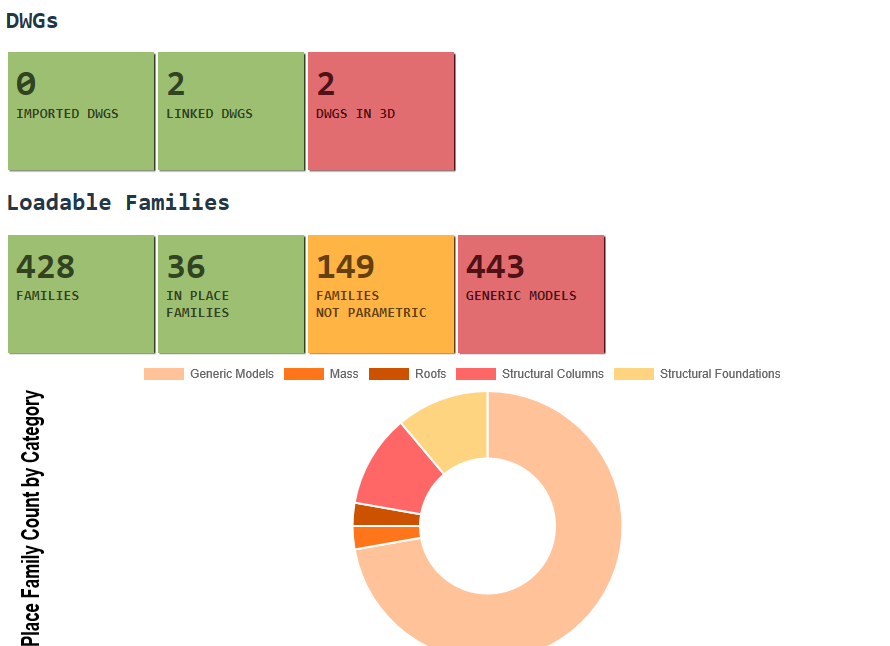 DWGs
0
IMPORTED DWGS
2
LINKED DWGS
2
DWGS IN 3D
Loadable Families
428
FAMILIES
36
IN PLACE
FAMILIES
149
FAMILIES
NOT PARAMETRIC
443
GENERIC MODELS
Generic Models
Mass
Roofs
Structural Columns
Structural Foundations
Place Family Count by Category